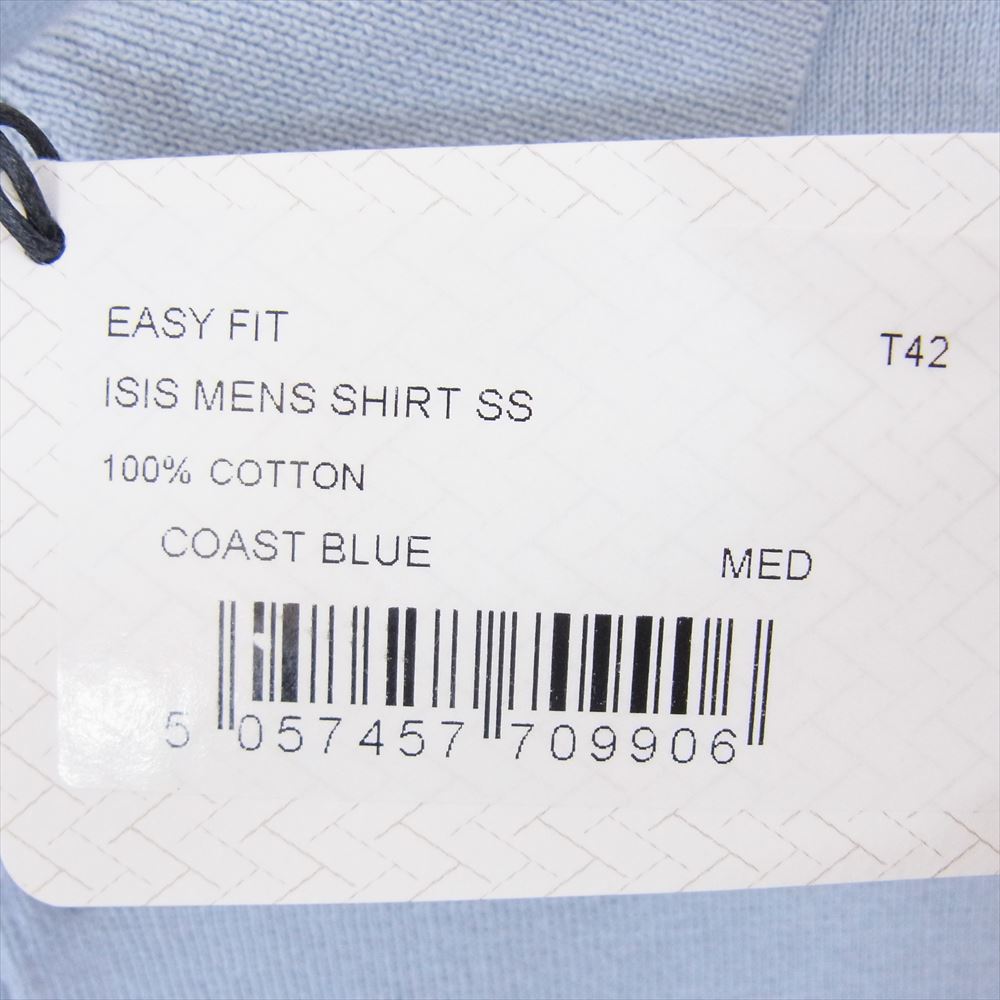 EASY FIT
T42
ISIS MENS SHIRT SS
100% COTTON
COAST BLUE MED
5 057457 709906